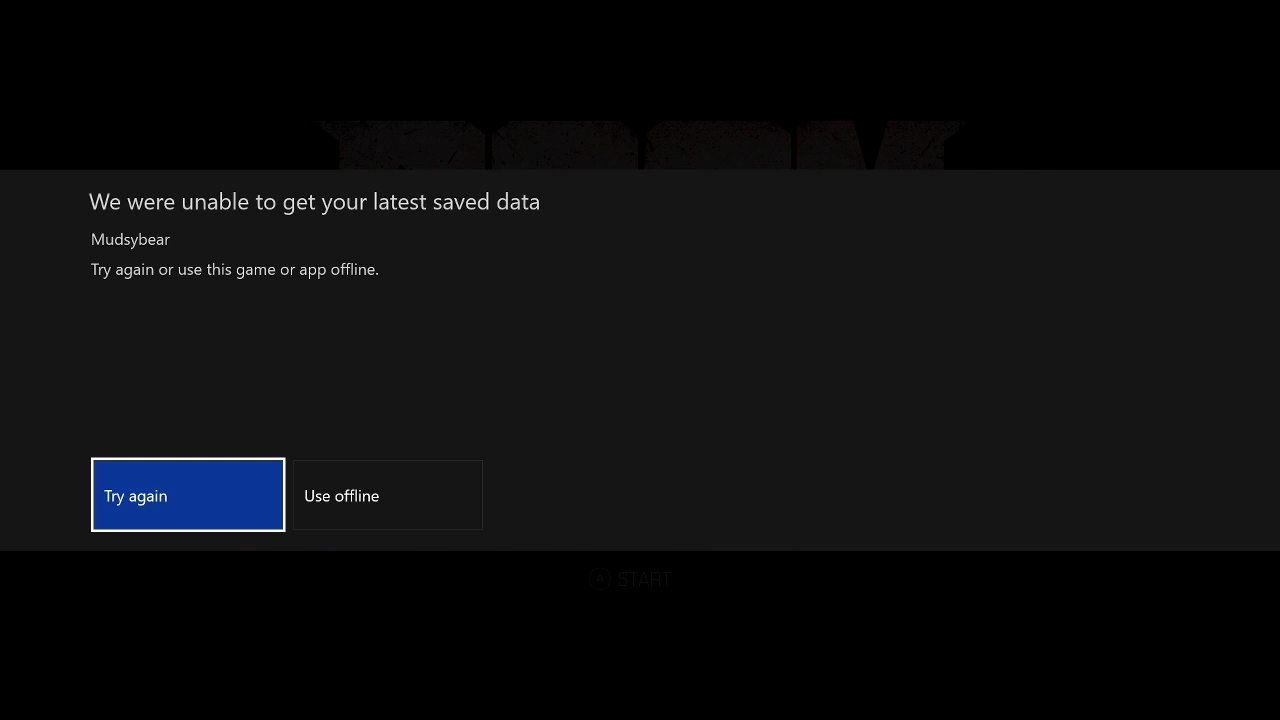 DOOM
We were unable to get your latest saved data
Mudsybear
Try again or use this game or app offline.
Try again
Use offline
A START